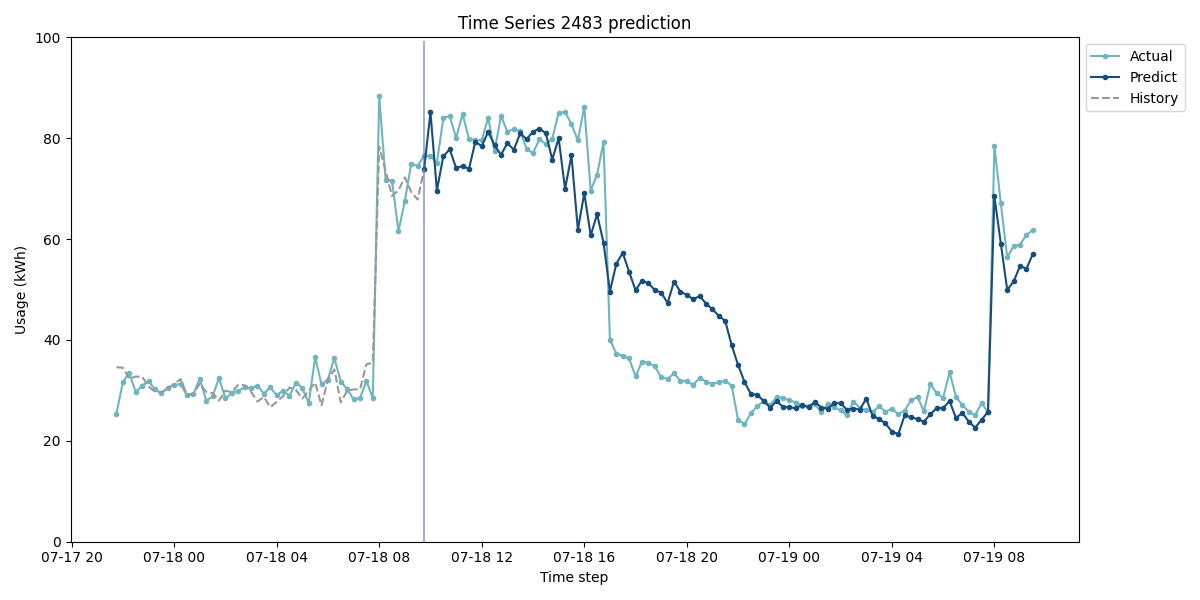 Time Series 2483 prediction
100
80
60
40
20
0
Usage (kWh)
07-17 20 07-18 00 07-18 04 07-18 08 07-18 12 07-18 16 07-18 20 07-19 00 07-19 04 07-19 08
Time step
Actual
Predict
History